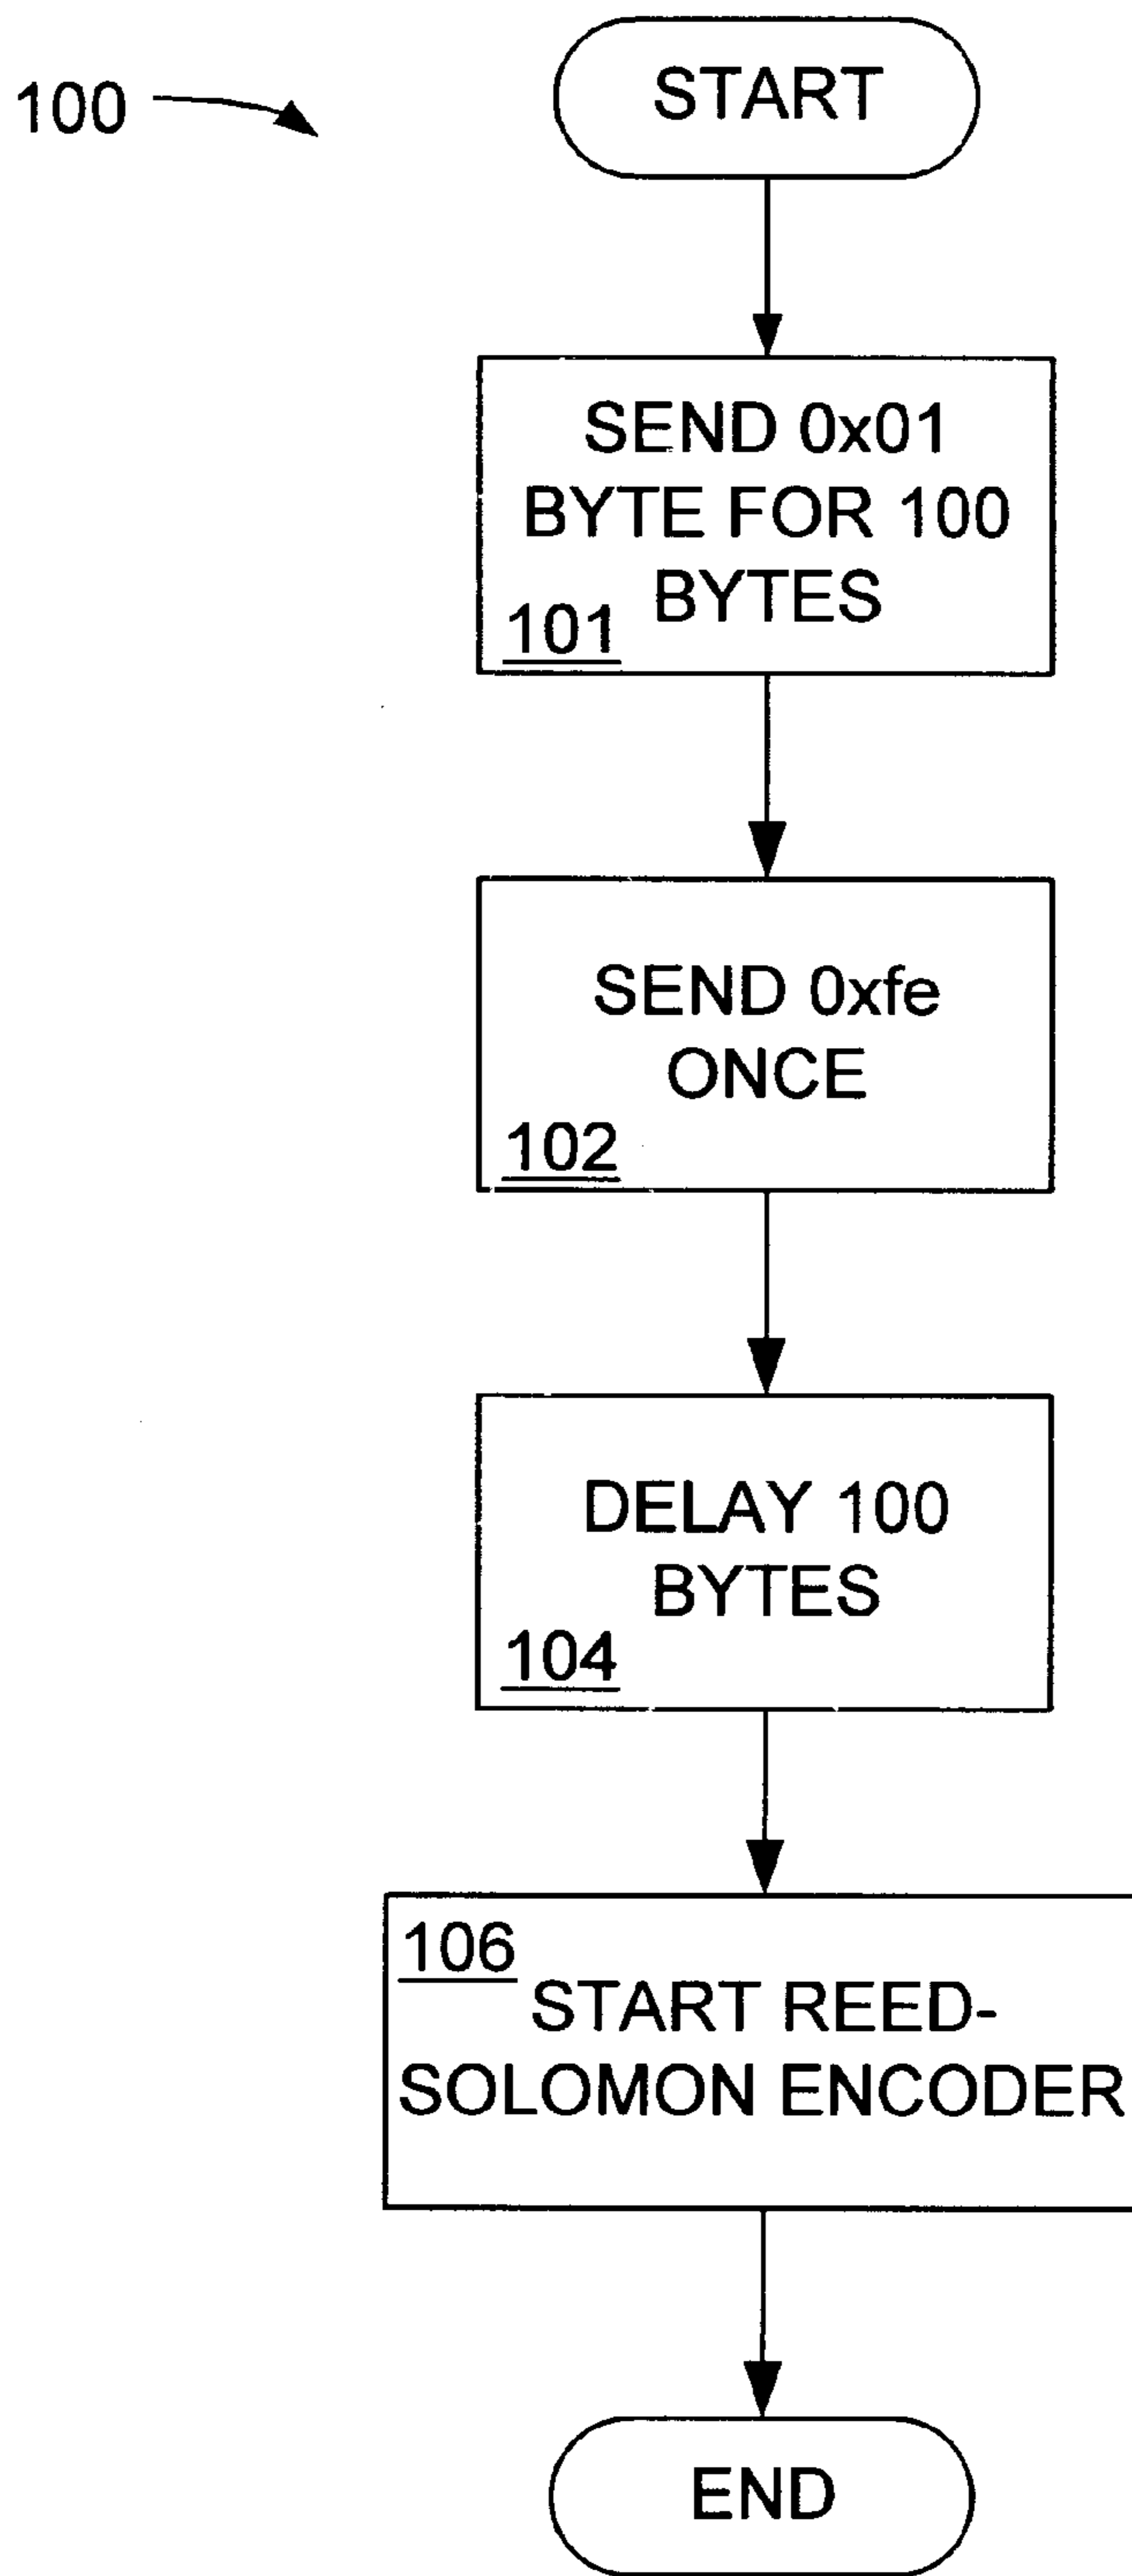 100
START
SEND 0x01
BYTE FOR 100
BYTES
101
SEND 0xfe
ONCE
102
DELAY 100
BYTES
104
106
START REED-
SOLOMON ENCODER
END